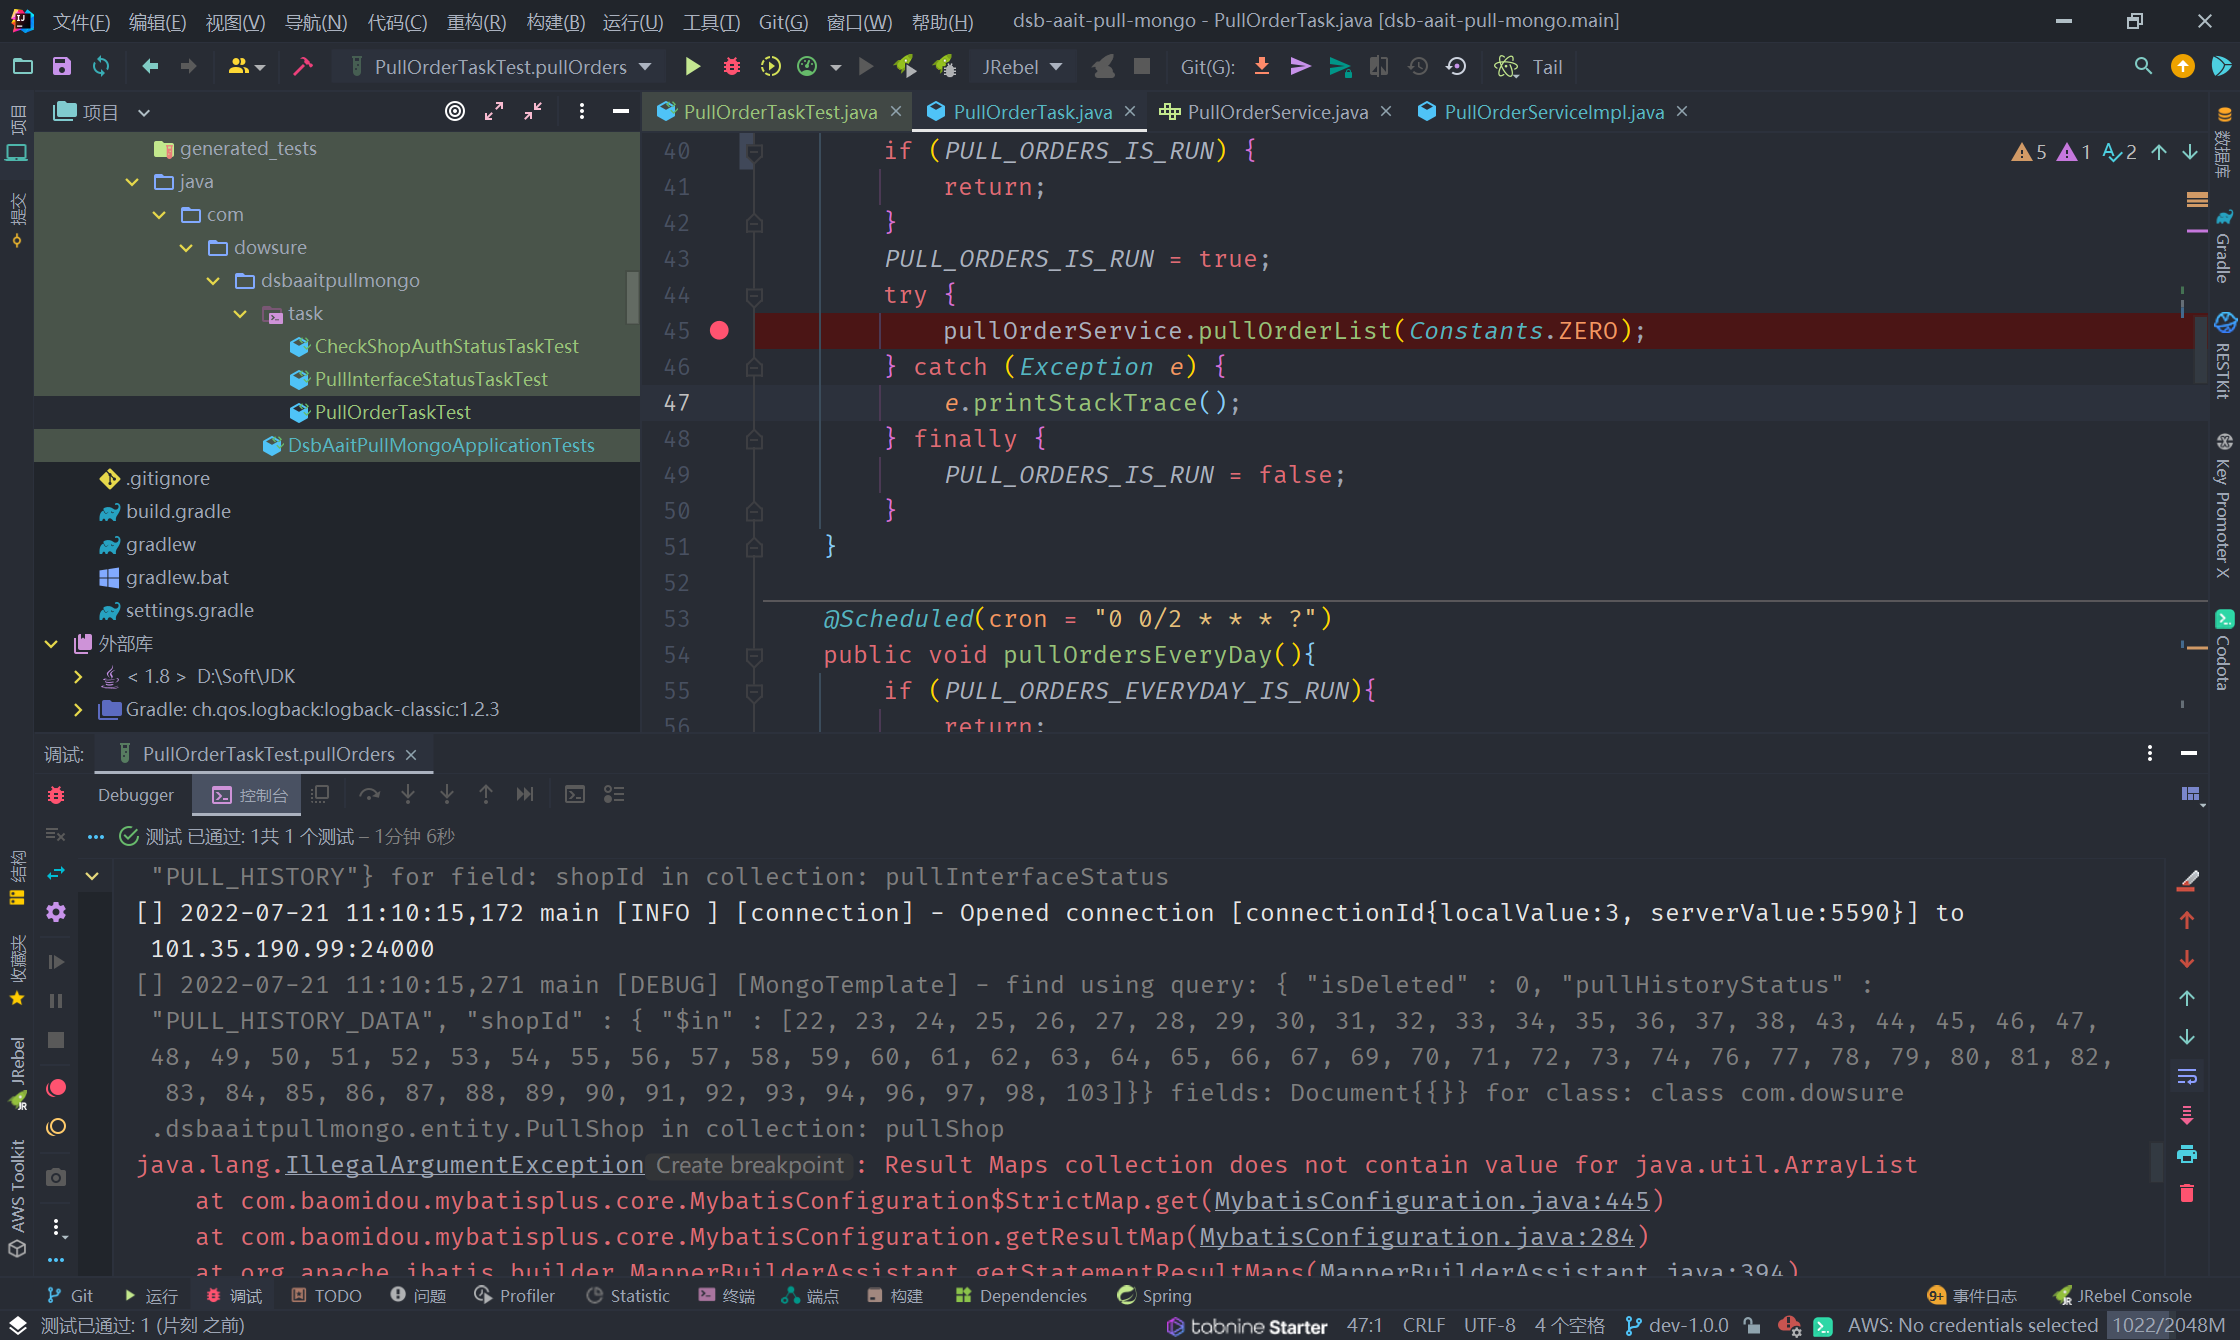 文件(F) 编辑(E) 视图(V) 导航(N) 代码(C) 重构(R) 构建(B) 运行(U) 工具(T) Git(G) 窗口(W) 帮助(H) dsb-aait-pull-mongo - PullOrderTask.java [dsb-aait-pull-mongo.main]
PullOrderTaskTest.pullOrders JRebel Git(G): Tail
项目 PullOrderTaskTest.java PullOrderTask.java PullOrderService.java PullOrderServiceImpl.java
项目
提交
结构
收藏夹
JRebel
AWS Toolkit
generated_tests
java
com
dowsure
dsbaaitpullmongo
task
CheckShopAuthStatusTaskTest
PullInterfaceStatusTaskTest
PullOrderTaskTest
DsbAaitPullMongoApplicationTests
.gitignore
build.gradle
gradlew
gradlew.bat
settings.gradle
外部库
< 1.8 > D:\Soft\JDK
Gradle: ch.qos.logback:logback-classic:1.2.3
5 1 2
40 if (PULL_ORDERS_IS_RUN) {
41 return;
42 }
43 PULL_ORDERS_IS_RUN = true;
44 try {
45 pullOrderService.pullOrderList(Constants.ZERO);
46 } catch (Exception e) {
47 e.printStackTrace();
48 } finally {
49 PULL_ORDERS_IS_RUN = false;
50 }
51 }
52
53 @Scheduled(cron = "0 0/2 * * * ?")
54 public void pullOrdersEveryDay(){
55 if (PULL_ORDERS_EVERYDAY_IS_RUN){
56 return;
数据库
Gradle
RESTKit
Key Promoter X
Codota
调试: PullOrderTaskTest.pullOrders
Debugger 控制台
测试 已通过: 1共 1 个测试 – 1分钟 6秒
"PULL_HISTORY"} for field: shopId in collection: pullInterfaceStatus
[] 2022-07-21 11:10:15,172 main [INFO ] [connection] - Opened connection [connectionId{localValue:3, serverValue:5590}] to
101.35.190.99:24000
[] 2022-07-21 11:10:15,271 main [DEBUG] [MongoTemplate] - find using query: { "isDeleted" : 0, "pullHistoryStatus" :
"PULL_HISTORY_DATA", "shopId" : { "$in" : [22, 23, 24, 25, 26, 27, 28, 29, 30, 31, 32, 33, 34, 35, 36, 37, 38, 43, 44, 45, 46, 47,
48, 49, 50, 51, 52, 53, 54, 55, 56, 57, 58, 59, 60, 61, 62, 63, 64, 65, 66, 67, 69, 70, 71, 72, 73, 74, 76, 77, 78, 79, 80, 81, 82,
83, 84, 85, 86, 87, 88, 89, 90, 91, 92, 93, 94, 96, 97, 98, 103]}} fields: Document{{}} for class: class com.dowsure
.dsbaaitpullmongo.entity.PullShop in collection: pullShop
java.lang.IllegalArgumentException Create breakpoint : Result Maps collection does not contain value for java.util.ArrayList
at com.baomidou.mybatisplus.core.MybatisConfiguration$StrictMap.get(MybatisConfiguration.java:445)
at com.baomidou.mybatisplus.core.MybatisConfiguration.getResultMap(MybatisConfiguration.java:284)
at org.apache.ibatis.builder.MapperBuilderAssistant.getStatementResultMaps(MapperBuilderAssistant.java:394)
Git 运行 调试 TODO 问题 Profiler Statistic 终端 端点 构建 Dependencies Spring 9+ 事件日志 JRebel Console
测试已通过: 1 (片刻 之前) tabnine Starter 47:1 CRLF UTF-8 4 个空格 dev-1.0.0 AWS: No credentials selected 1022/2048M